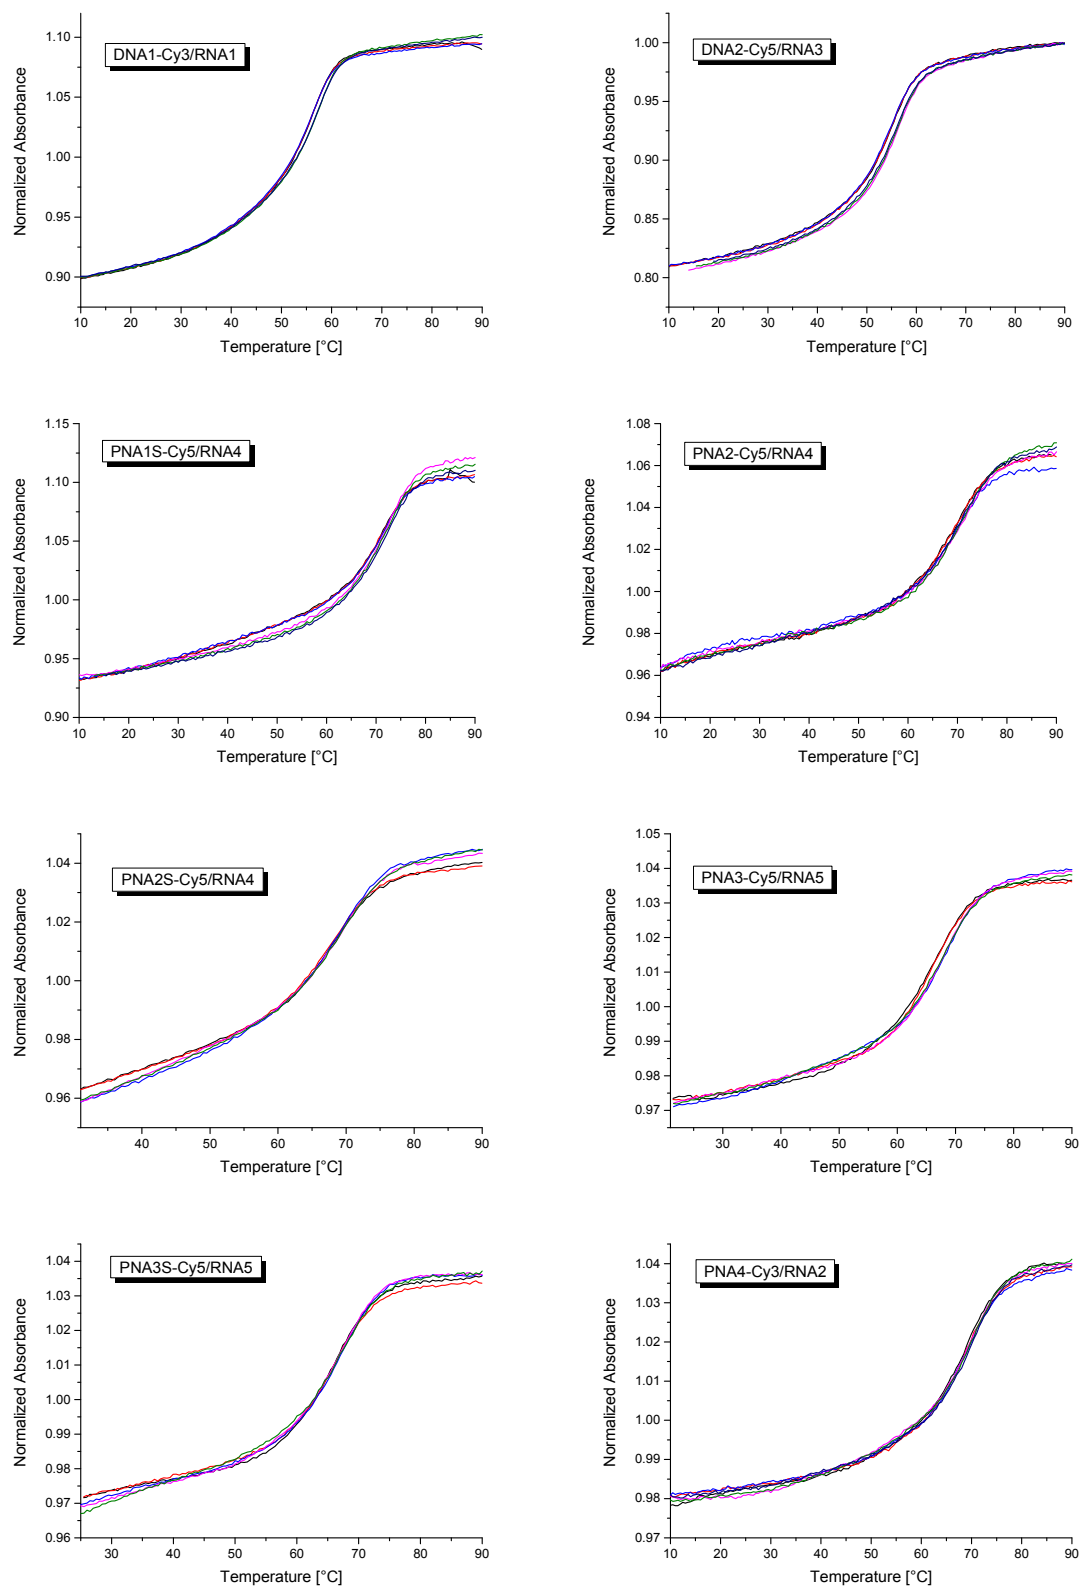 DNA1-Cy3/RNA1
Normalized Absorbance
1.10
1.05
1.00
0.95
0.90
10 20 30 40 50 60 70 80 90
Temperature [°C]
DNA2-Cy5/RNA3
Normalized Absorbance
1.00
0.95
0.90
0.85
0.80
10 20 30 40 50 60 70 80 90
Temperature [°C]
PNA1S-Cy5/RNA4
Normalized Absorbance
1.15
1.10
1.05
1.00
0.95
0.90
10 20 30 40 50 60 70 80 90
Temperature [°C]
PNA2-Cy5/RNA4
Normalized Absorbance
1.08
1.06
1.04
1.02
1.00
0.98
0.96
0.94
10 20 30 40 50 60 70 80 90
Temperature [°C]
PNA2S-Cy5/RNA4
Normalized Absorbance
1.04
1.02
1.00
0.98
0.96
40 50 60 70 80 90
Temperature [°C]
PNA3-Cy5/RNA5
Normalized Absorbance
1.05
1.04
1.03
1.02
1.01
1.00
0.99
0.98
0.97
30 40 50 60 70 80 90
Temperature [°C]
PNA3S-Cy5/RNA5
Normalized Absorbance
1.04
1.03
1.02
1.01
1.00
0.99
0.98
0.97
0.96
30 40 50 60 70 80 90
Temperature [°C]
PNA4-Cy3/RNA2
Normalized Absorbance
1.04
1.03
1.02
1.01
1.00
0.99
0.98
0.97
10 20 30 40 50 60 70 80 90
Temperature [°C]